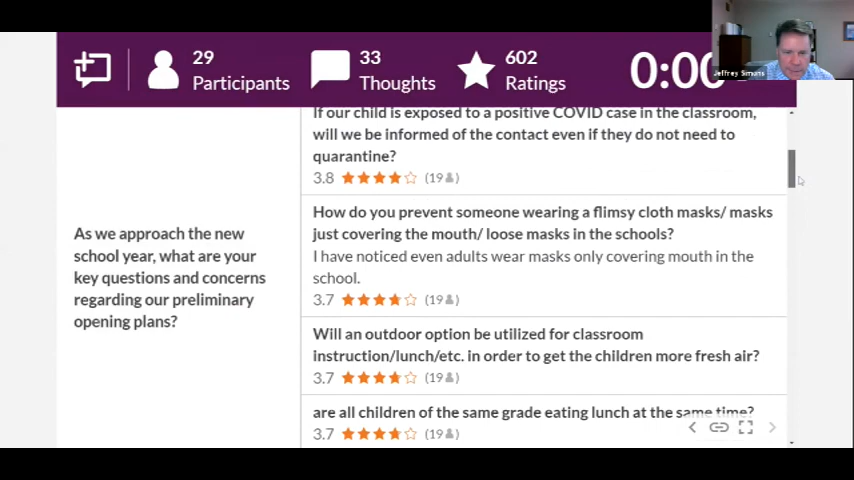 29
Participants
33
Thoughts
602
Ratings
0:00
Jeffrey Simons
As we approach the new
school year, what are your
key questions and concerns
regarding our preliminary
opening plans?
If our child is exposed to a positive COVID case in the classroom,
will we be informed of the contact even if they do not need to
quarantine?
3.8 (19)
How do you prevent someone wearing a flimsy cloth masks/ masks
just covering the mouth/ loose masks in the schools?
I have noticed even adults wear masks only covering mouth in the
school.
3.7 (19)
Will an outdoor option be utilized for classroom
instruction/lunch/etc. in order to get the children more fresh air?
3.7 (19)
are all children of the same grade eating lunch at the same time?
3.7 (19)